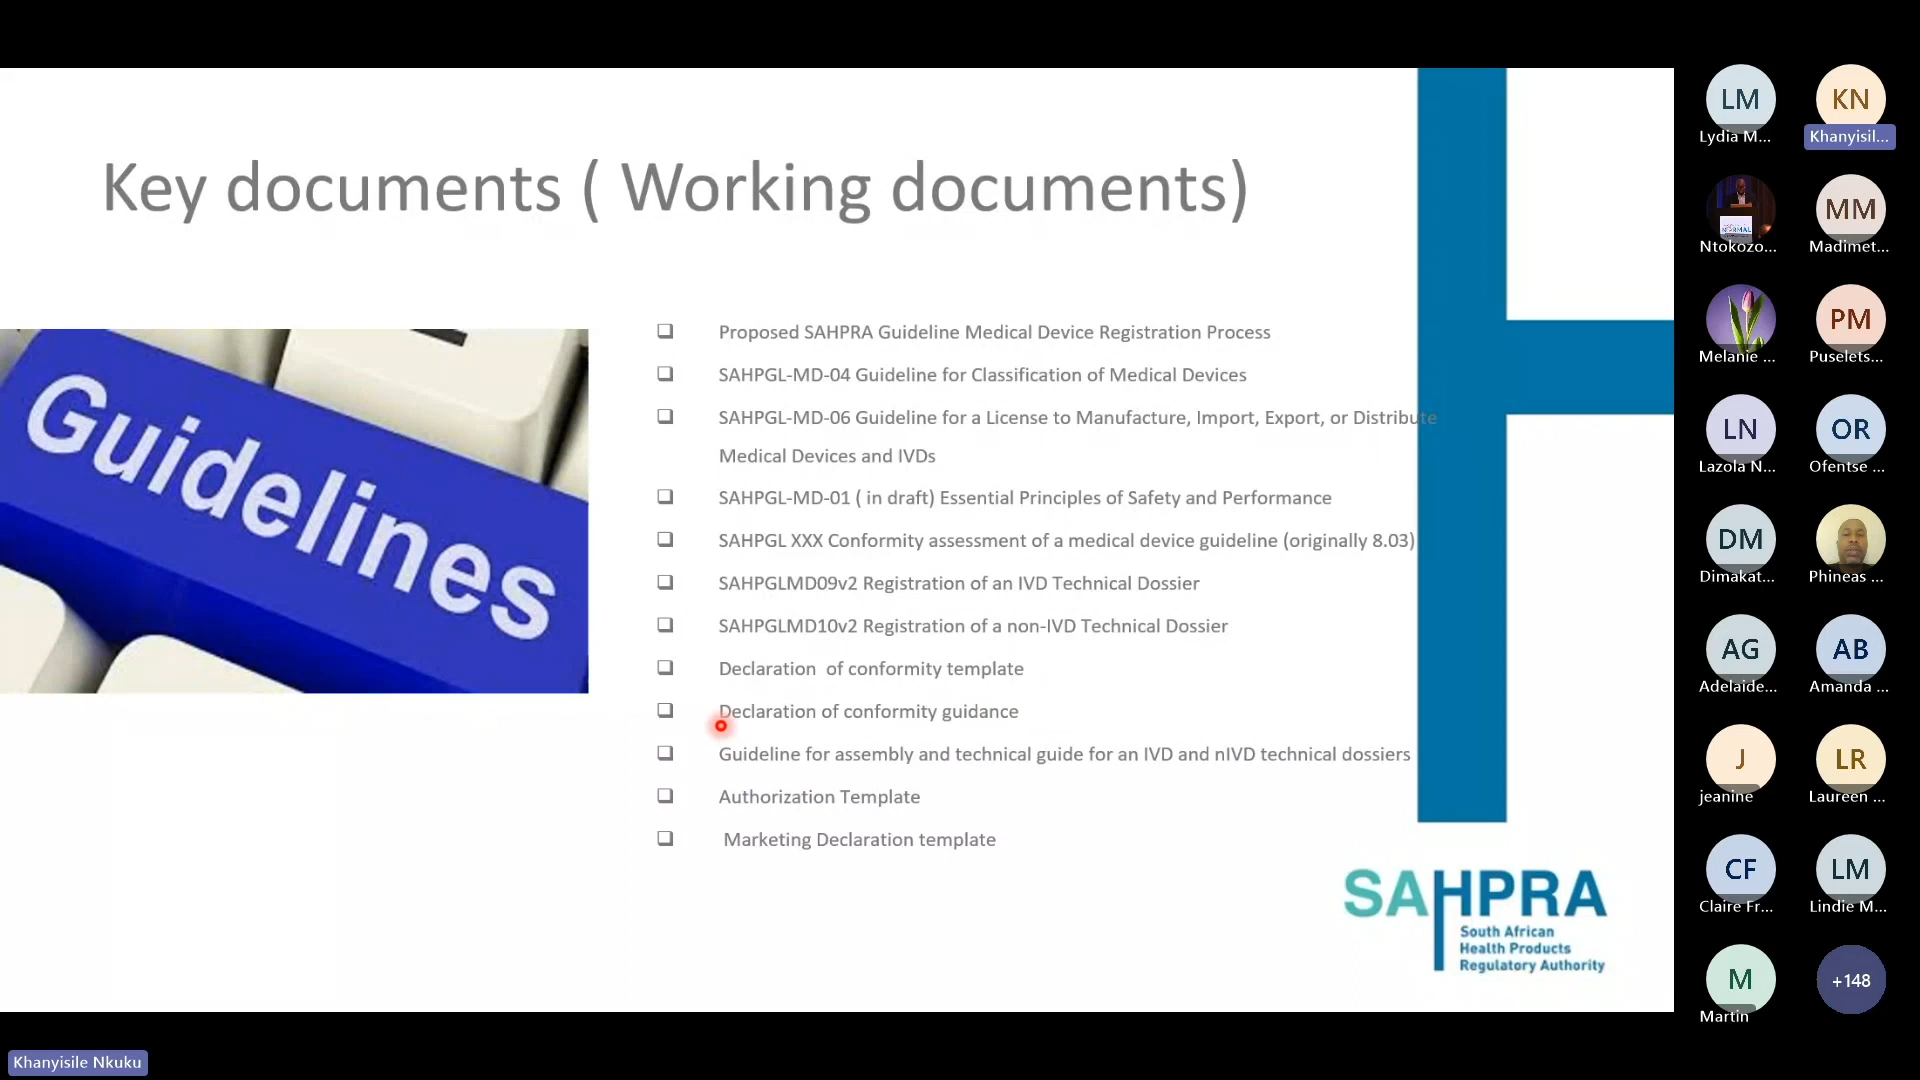 Key documents ( Working documents)
Guidelines
❑ Proposed SAHPRA Guideline Medical Device Registration Process
❑ SAHPGL-MD-04 Guideline for Classification of Medical Devices
❑ SAHPGL-MD-06 Guideline for a License to Manufacture, Import, Export, or Distribute
Medical Devices and IVDs
❑ SAHPGL-MD-01 ( in draft) Essential Principles of Safety and Performance
❑ SAHPGL XXX Conformity assessment of a medical device guideline (originally 8.03)
❑ SAHPGLMD09v2 Registration of an IVD Technical Dossier
❑ SAHPGLMD10v2 Registration of a non-IVD Technical Dossier
❑ Declaration  of conformity template
❑ Declaration of conformity guidance
❑ Guideline for assembly and technical guide for an IVD and nIVD technical dossiers
❑ Authorization Template
❑ Marketing Declaration template
SAHPRA
South African
Health Products
Regulatory Authority
LM
Lydia M...
KN
Khanyisil...
Ntokozo...
MM
Madimet...
Melanie ...
PM
Puselets...
LN
Lazola N...
OR
Ofentse ...
DM
Dimakat...
Phineas ...
AG
Adelaide...
AB
Amanda ...
J
jeanine
LR
Laureen ...
CF
Claire Fr...
LM
Lindie M...
M
Martin
+148
Khanyisile Nkuku